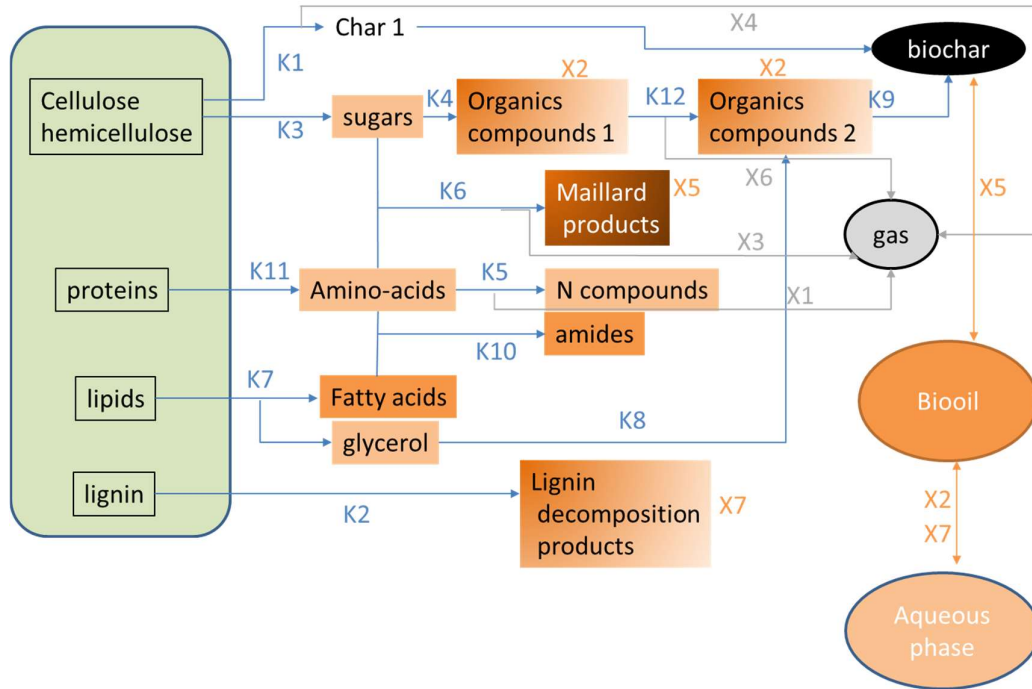 Char 1
X4
biochar
K1
X2
X2
Cellulose
hemicellulose
K3
sugars
K4
Organics
compounds 1
K12
Organics
compounds 2
K9
K6
Maillard
products
X5
X6
X5
X3
gas
proteins
K11
Amino-acids
K5
N compounds
X1
amides
K10
lipids
K7
Fatty acids
glycerol
K8
Biooil
lignin
K2
Lignin
decomposition
products
X7
X2
X7
Aqueous
phase